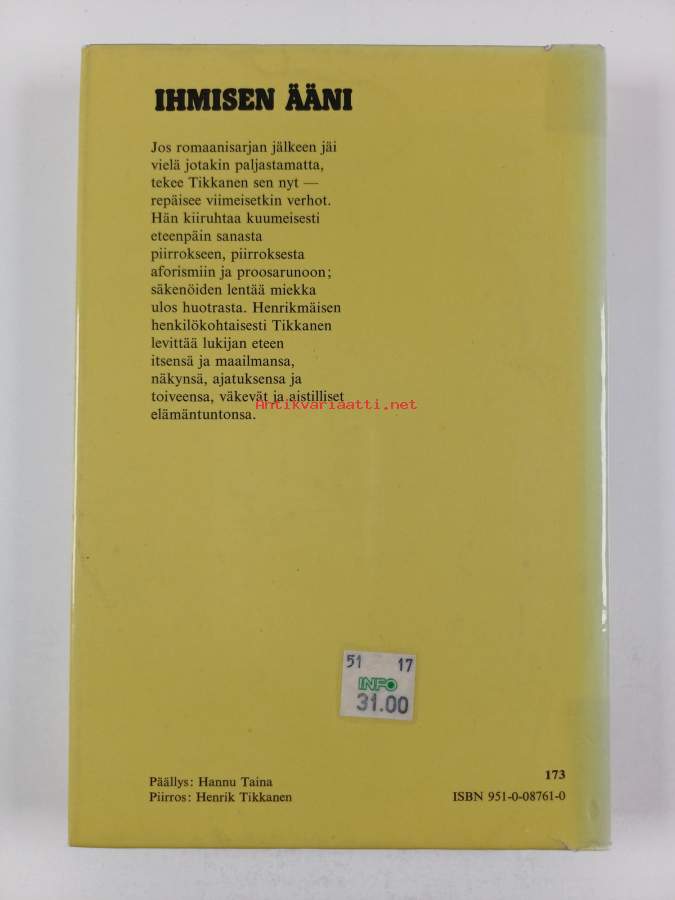 IHMISEN ÄÄNI
Jos romaanisarjan jälkeen jäi
vielä jotakin paljastamatta,
tekee Tikkanen sen nyt —
repäisee viimeisetkin verhot.
Hän kiiruhtaa kuumeisesti
eteenpäin sanasta
piirrokseen, piirroksesta
aforismiin ja proosarunoon;
säkenöiden lentää miekka
ulos huotrasta. Henrikmäisen
henkilökohtaisesti Tikkanen
levittää lukijan eteen
itsensä ja maailmansa,
näkynsä, ajatuksensa ja
toiveensa, väkevät ja aistilliset
elämäntuntonsa.
Antikvariaatti.net
51 17
INFO
31.00
Päällys: Hannu Taina
Piirros: Henrik Tikkanen
173
ISBN 951-0-08761-0